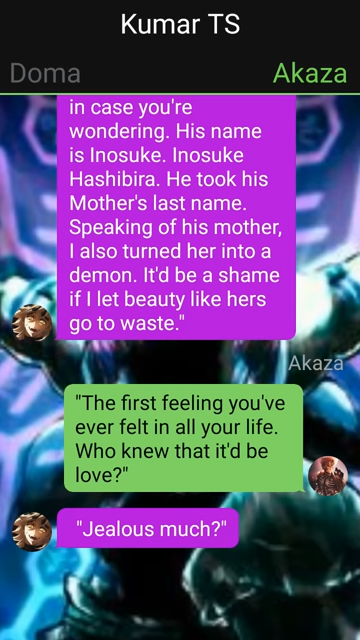 Kumar TS
Doma
Akaza
in case you're
wondering. His name
is Inosuke. Inosuke
Hashibira. He took his
Mother's last name.
Speaking of his mother,
I also turned her into a
demon. It'd be a shame
if I let beauty like hers
go to waste."
Akaza
"The first feeling you've
ever felt in all your life.
Who knew that it'd be
love?"
"Jealous much?"